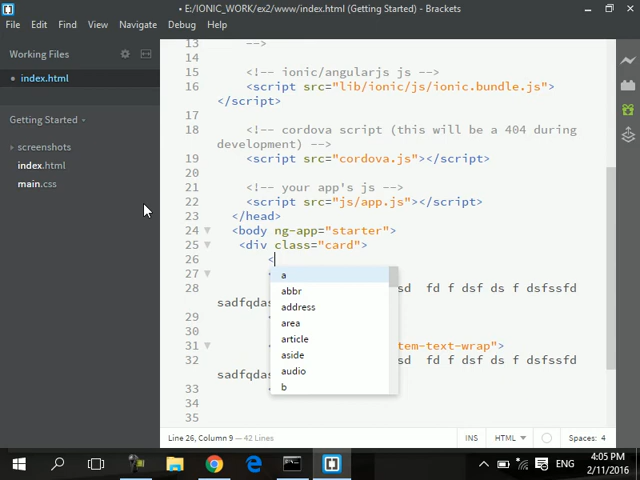 • E:/IONIC_WORK/ex2/www/index.html (Getting Started) - Brackets
File Edit Find View Navigate Debug Help
Working Files
• index.html
Getting Started
screenshots
index.html
main.css
13 -->
14
15 <!-- ionic/angularjs js -->
16 <script src="lib/ionic/js/ionic.bundle.js">
</script>
17
18 <!-- cordova script (this will be a 404 during
development) -->
19 <script src="cordova.js"></script>
20
21 <!-- your app's js -->
22 <script src="js/app.js"></script>
23 </head>
24 <body ng-app="starter">
25 <div class="card">
26 <
27
28 sd fd f dsf ds f dsfssfd
sadfqdas
29
30
31 tem-text-wrap">
32 sd fd f dsf ds f dsfssfd
sadfqdas
33
34
35
a
abbr
address
area
article
aside
audio
b
Line 26, Column 9 — 42 Lines
INS HTML Spaces: 4
ENG
4:05 PM
2/11/2016